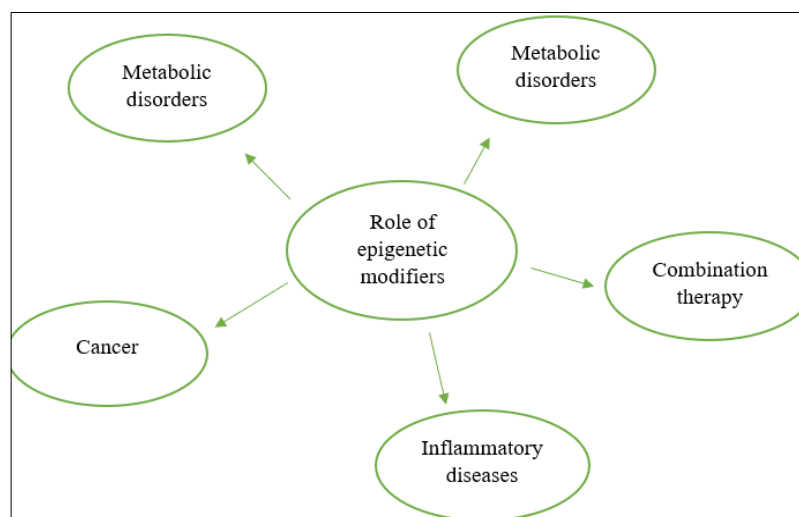 Metabolic
disorders
Metabolic
disorders
Role of
epigenetic
modifiers
Combination
therapy
Cancer
Inflammatory
diseases